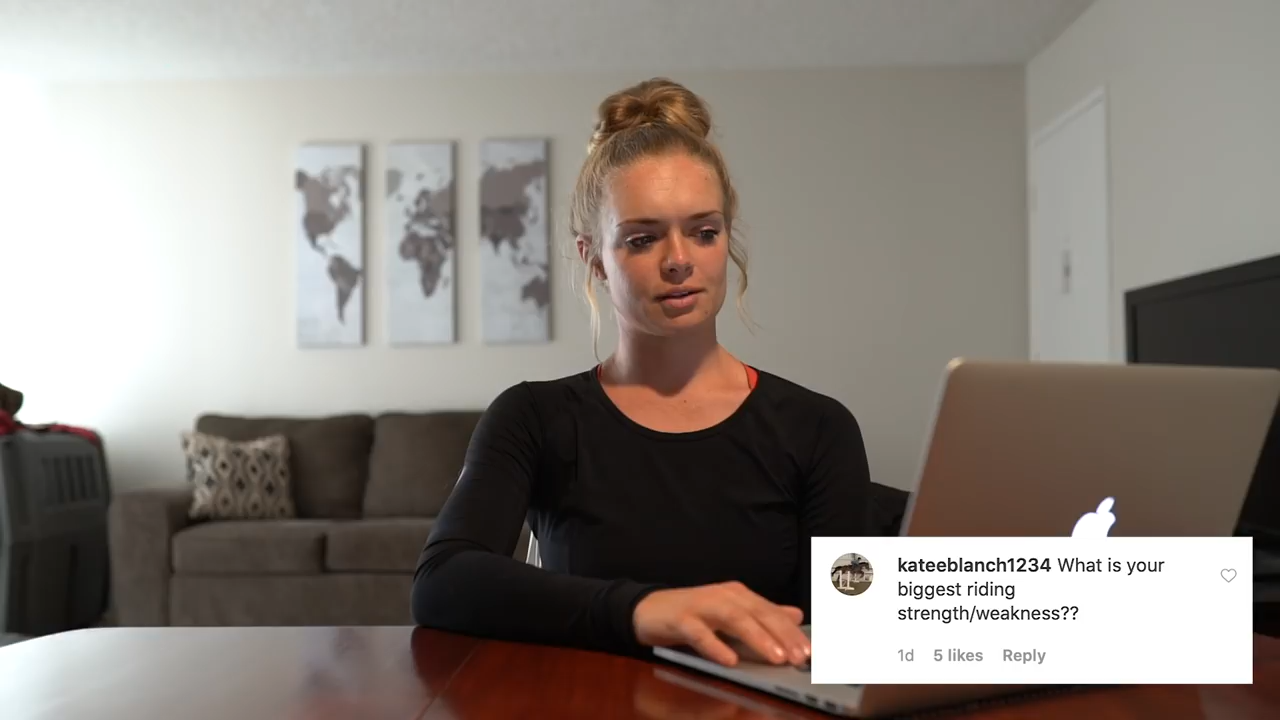 kateeblanch1234 What is your
biggest riding
strength/weakness??
1d 5 likes Reply